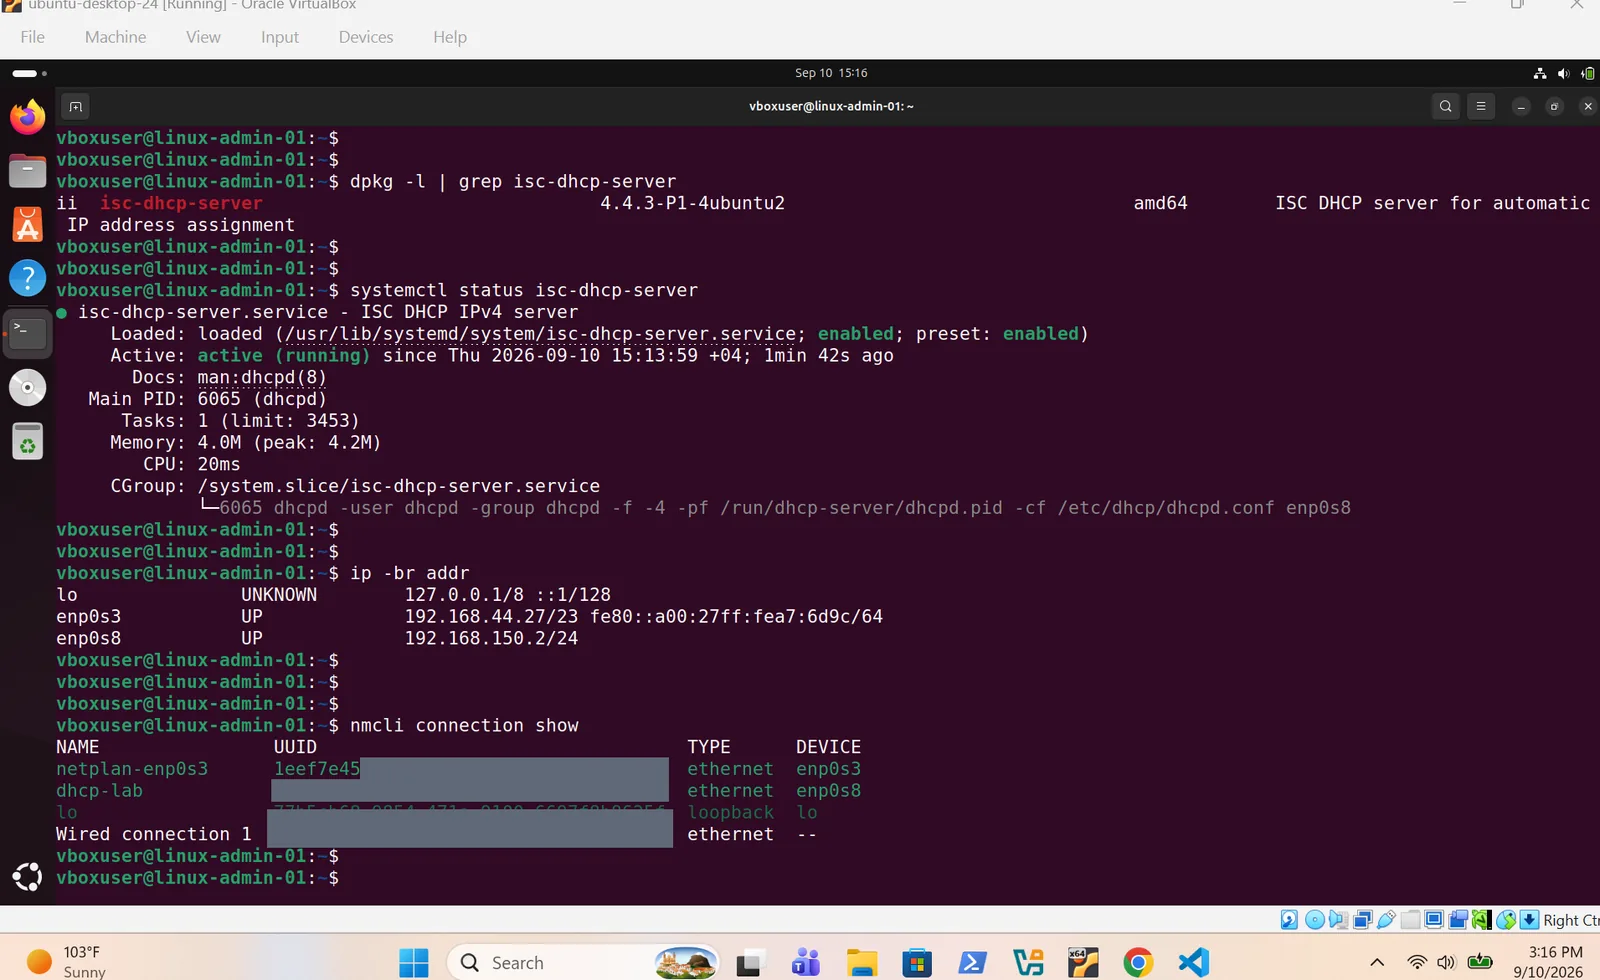 ubuntu-desktop-24 [Running] - Oracle VirtualBox
File Machine View Input Devices Help
Sep 10 15:16
vboxuser@linux-admin-01: ~
vboxuser@linux-admin-01:~$
vboxuser@linux-admin-01:~$
vboxuser@linux-admin-01:~$ dpkg -l | grep isc-dhcp-server
ii isc-dhcp-server 4.4.3-P1-4ubuntu2 amd64 ISC DHCP server for automatic
IP address assignment
vboxuser@linux-admin-01:~$
vboxuser@linux-admin-01:~$
vboxuser@linux-admin-01:~$ systemctl status isc-dhcp-server
● isc-dhcp-server.service - ISC DHCP IPv4 server
Loaded: loaded (/usr/lib/systemd/system/isc-dhcp-server.service; enabled; preset: enabled)
Active: active (running) since Thu 2026-09-10 15:13:59 +04; 1min 42s ago
Docs: man:dhcpd(8)
Main PID: 6065 (dhcpd)
Tasks: 1 (limit: 3453)
Memory: 4.0M (peak: 4.2M)
CPU: 20ms
CGroup: /system.slice/isc-dhcp-server.service
└─6065 dhcpd -user dhcpd -group dhcpd -f -4 -pf /run/dhcp-server/dhcpd.pid -cf /etc/dhcp/dhcpd.conf enp0s8
vboxuser@linux-admin-01:~$
vboxuser@linux-admin-01:~$
vboxuser@linux-admin-01:~$ ip -br addr
lo UNKNOWN 127.0.0.1/8 ::1/128
enp0s3 UP 192.168.44.27/23 fe80::a00:27ff:fea7:6d9c/64
enp0s8 UP 192.168.150.2/24
vboxuser@linux-admin-01:~$
vboxuser@linux-admin-01:~$
vboxuser@linux-admin-01:~$
vboxuser@linux-admin-01:~$ nmcli connection show
NAME UUID TYPE DEVICE
netplan-enp0s3 1eef7e45 ethernet enp0s3
dhcp-lab ethernet enp0s8
lo loopback lo
Wired connection 1 ethernet --
vboxuser@linux-admin-01:~$
vboxuser@linux-admin-01:~$
Right Ctr
103°F
Sunny
Search
3:16 PM
9/10/2026